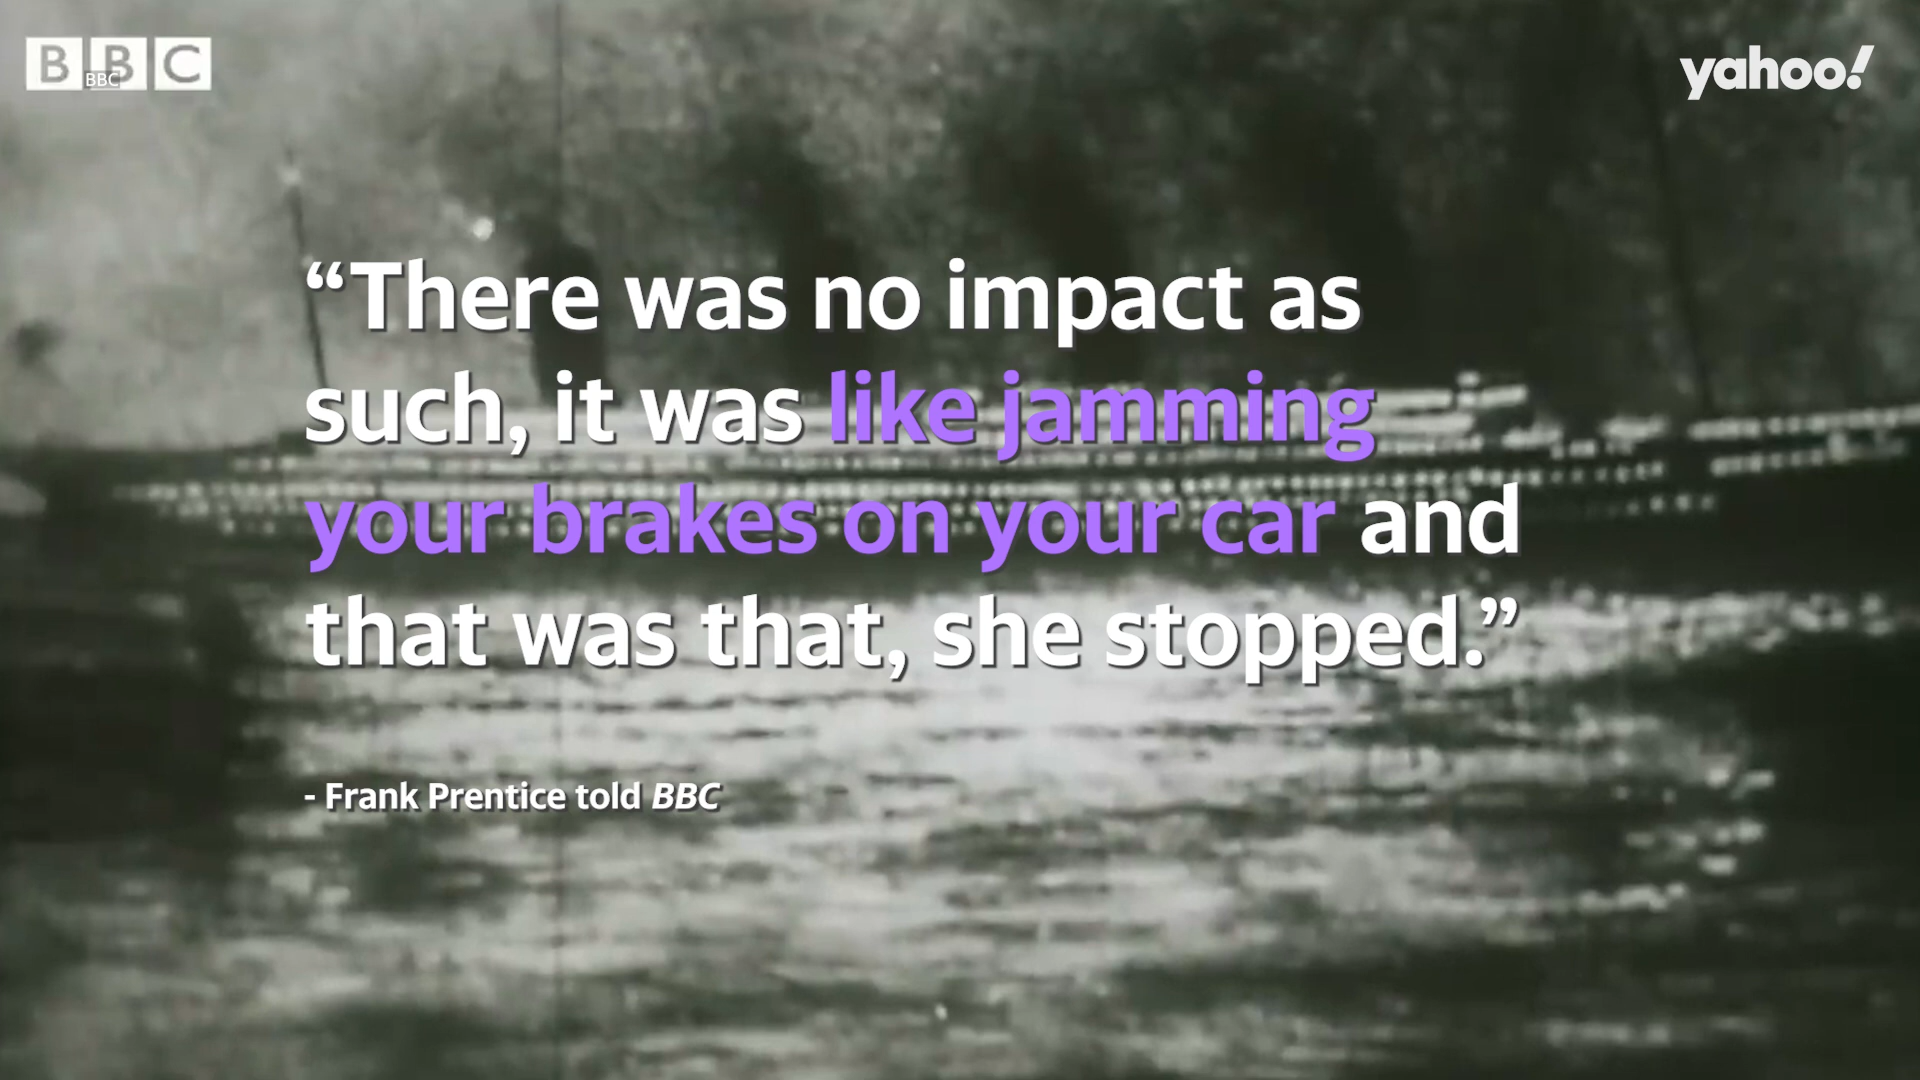 BBC
BBC
yahoo!
“There was no impact as
such, it was like jamming
your brakes on your car and
that was that, she stopped.”
- Frank Prentice told BBC